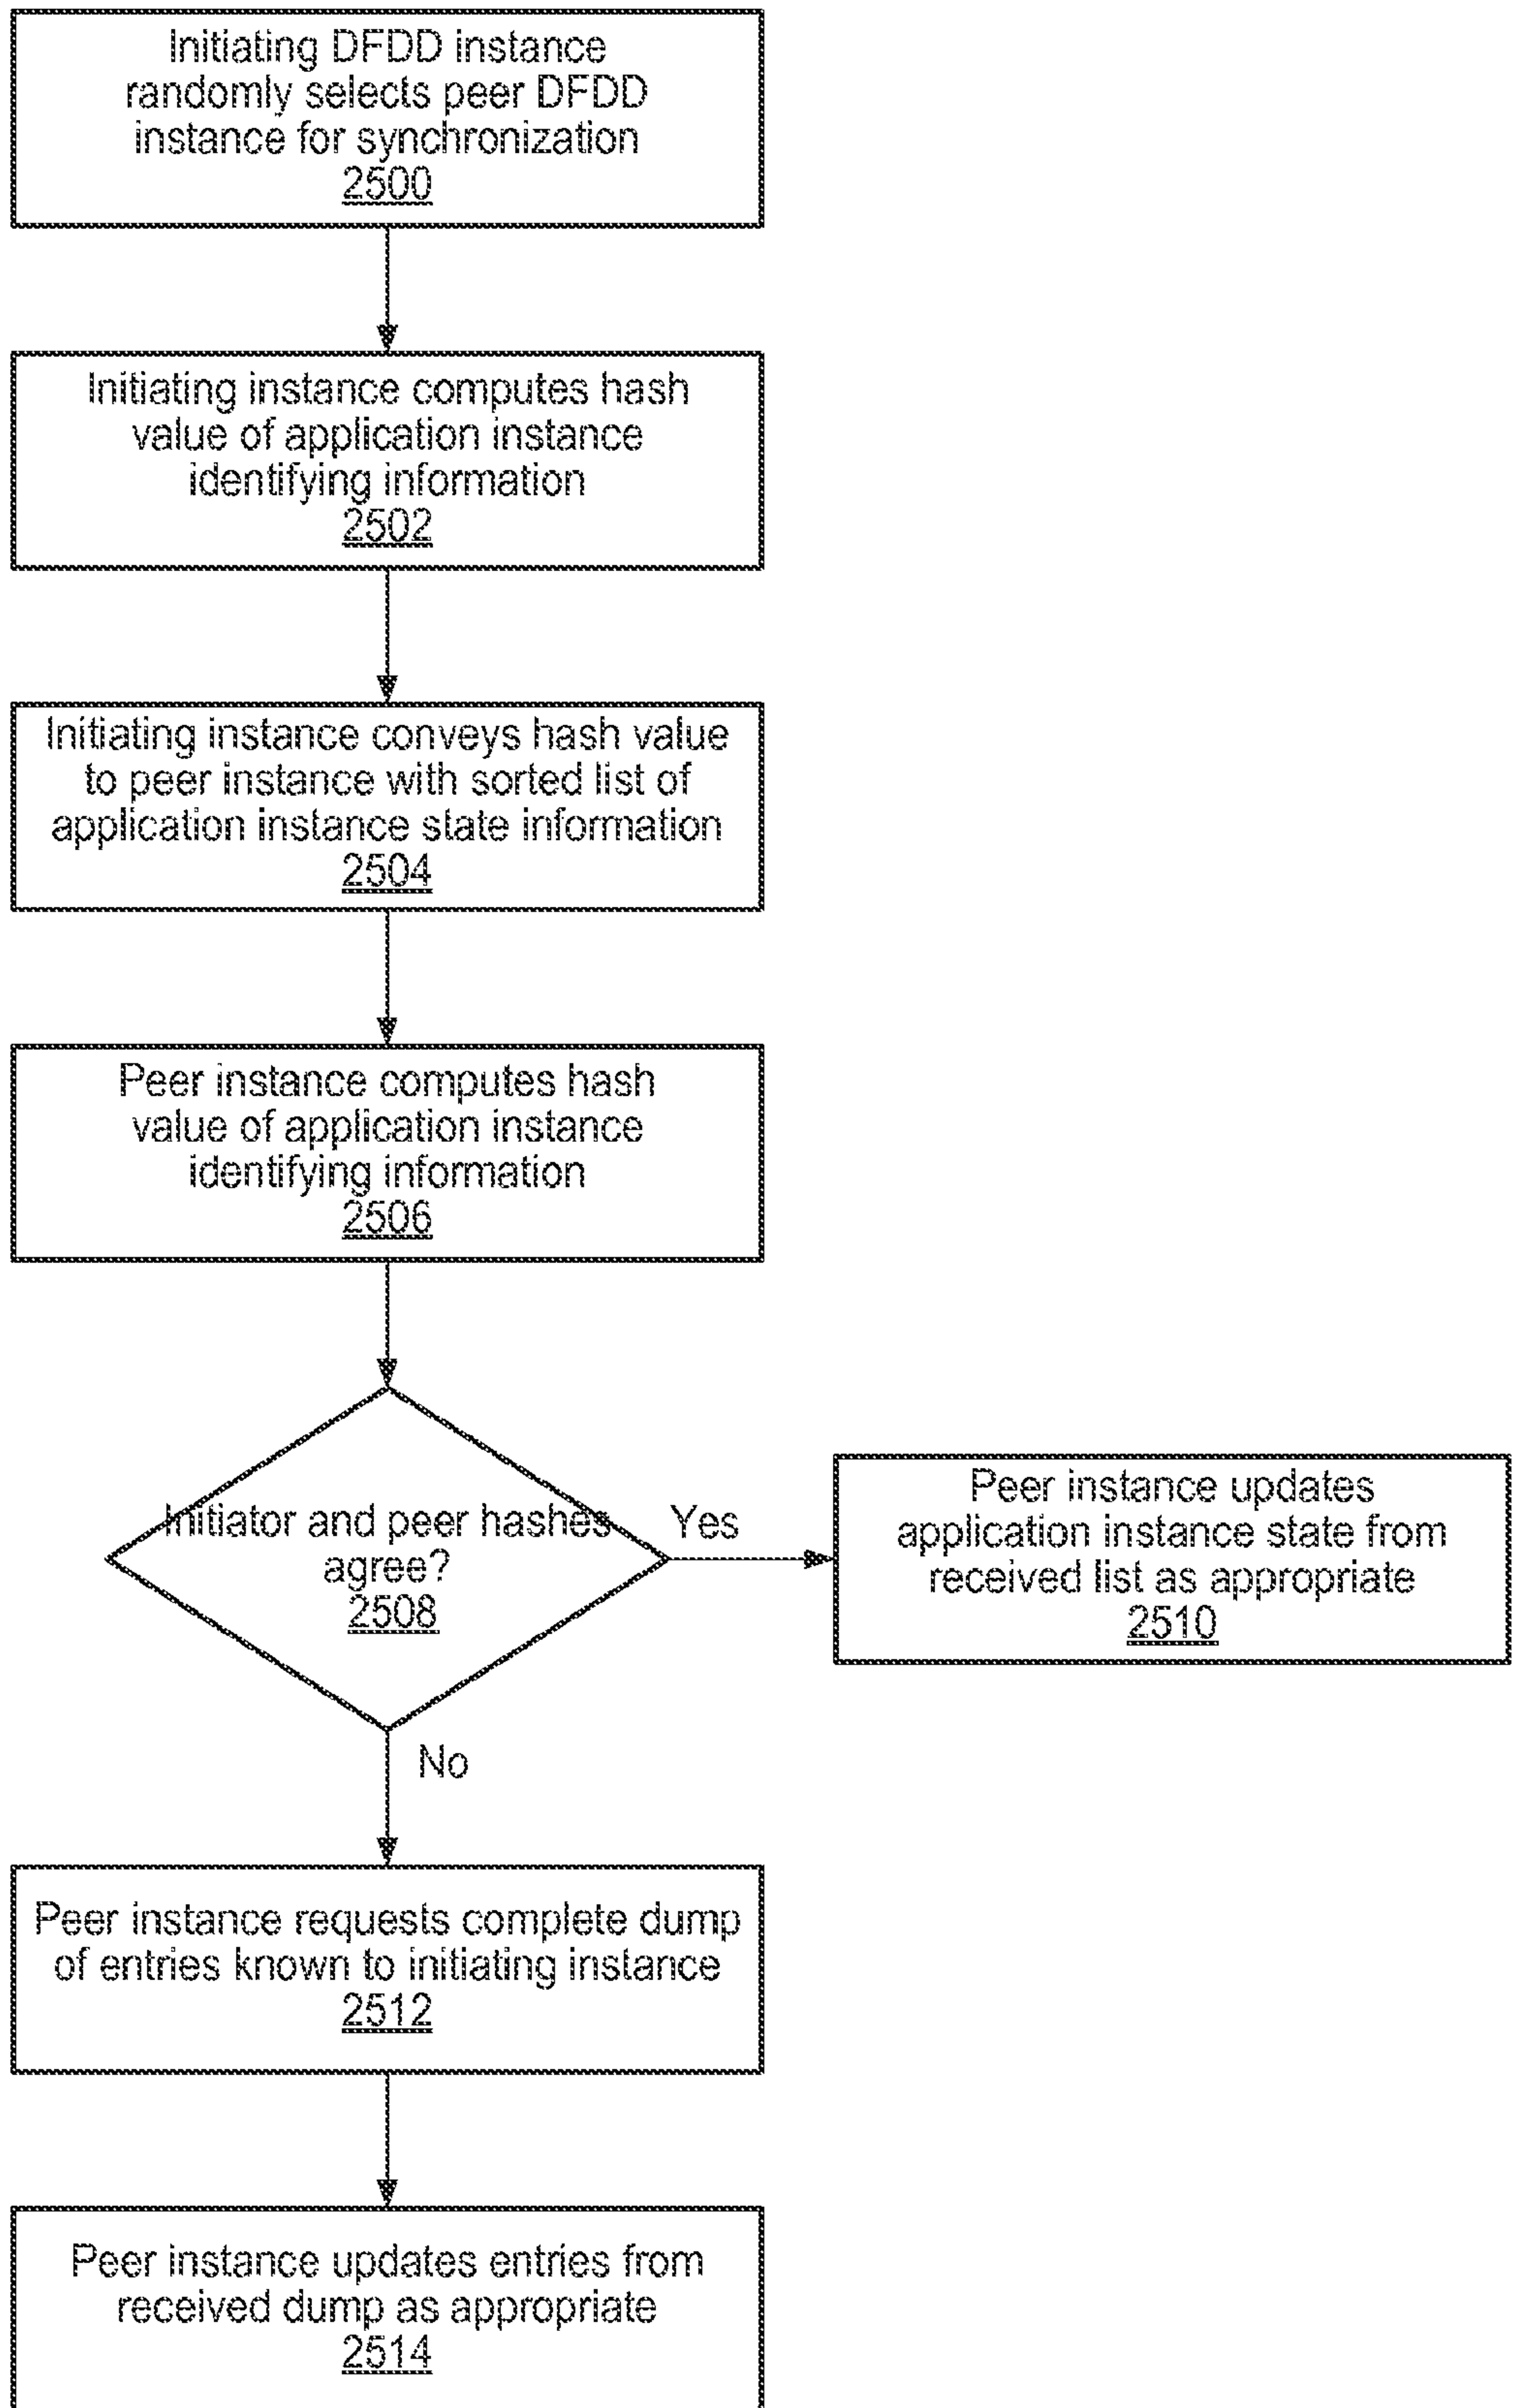 Initiating DFDD instance
randomly selects peer DFDD
instance for synchronization
2500
Initiating instance computes hash
value of application instance
identifying information
2502
Initiating instance conveys hash value
to peer instance with sorted list of
application instance state information
2504
Peer instance computes hash
value of application instance
identifying information
2506
Initiator and peer hashes
agree?
2508
Yes
Peer instance updates
application instance state from
received list as appropriate
2510
No
Peer instance requests complete dump
of entries known to initiating instance
2512
Peer instance updates entries from
received dump as appropriate
2514